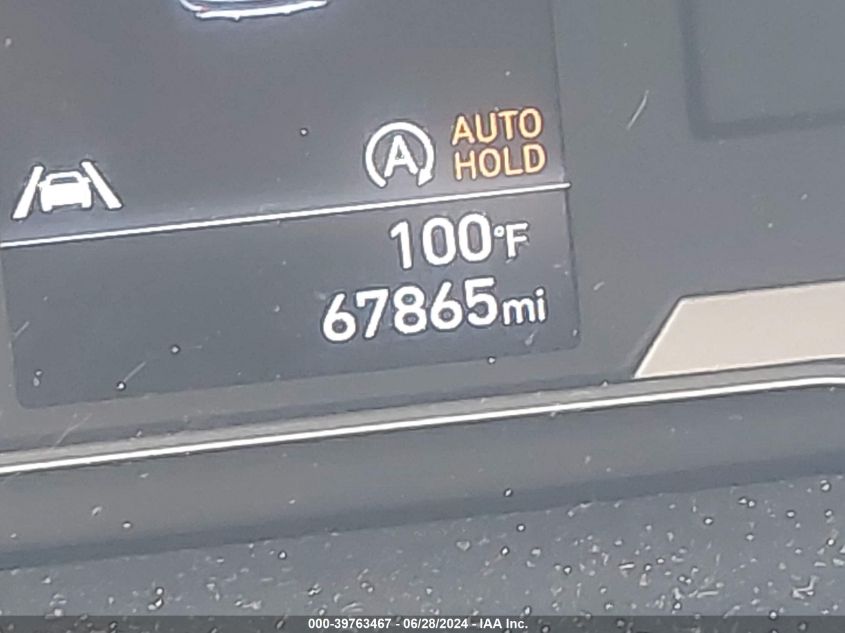 A AUTO
HOLD
100°F
67865mi
000-39763467 - 06/28/2024 - IAA Inc.